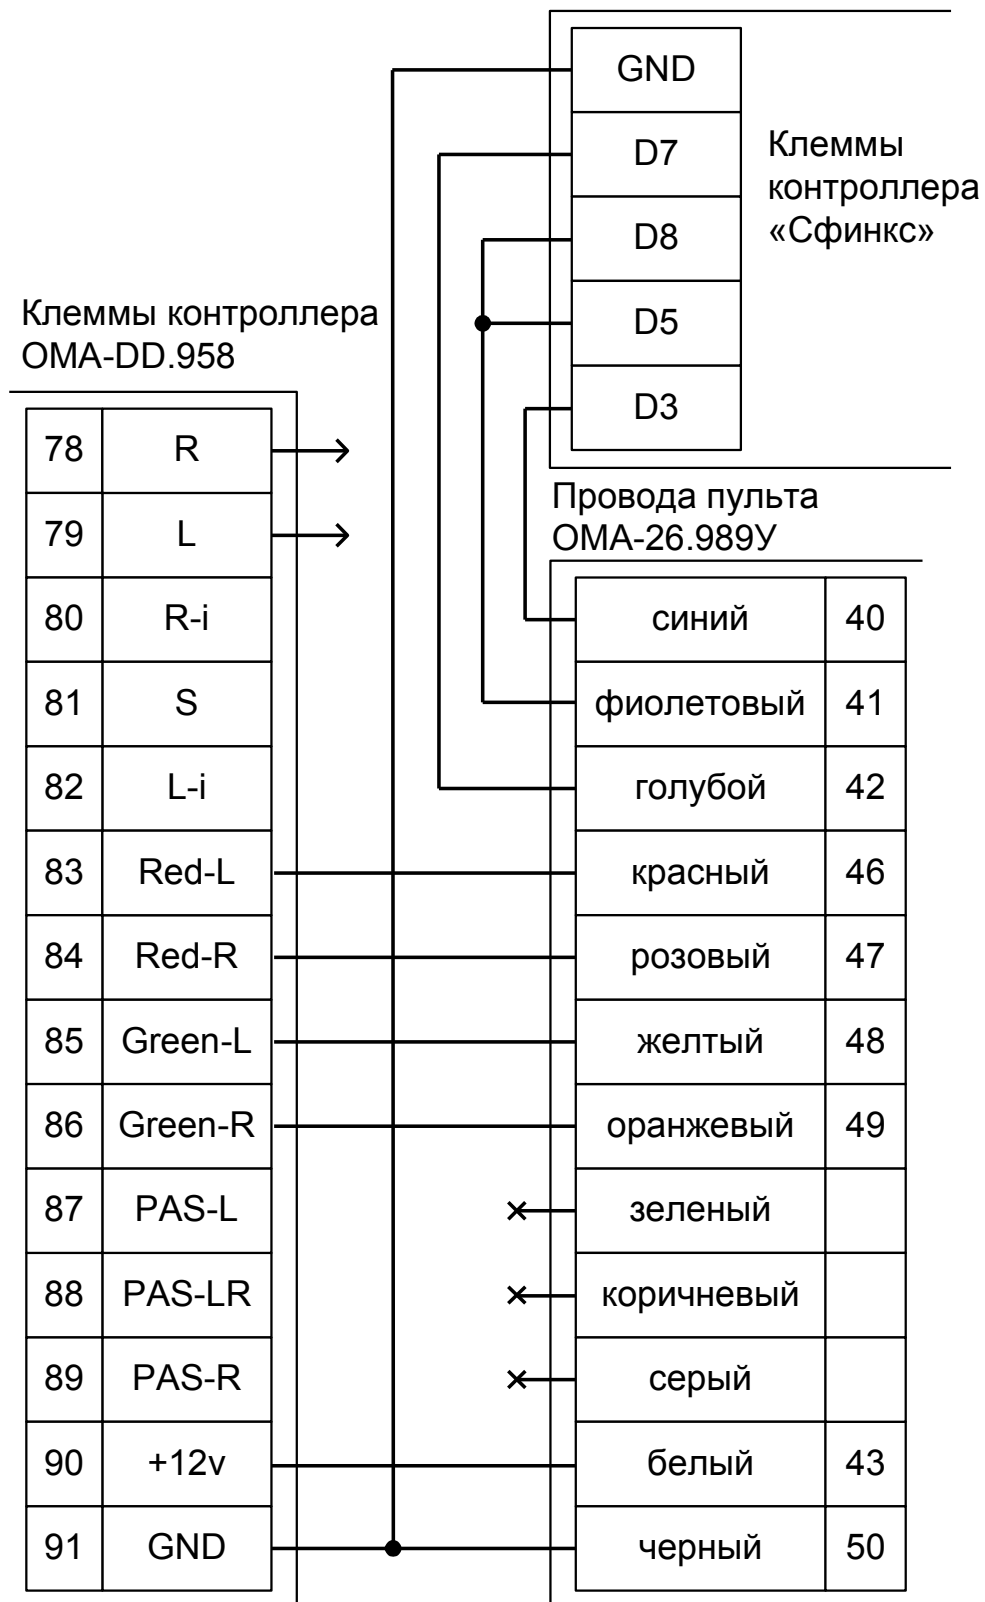 GND
D7
D8
D5
D3
Клеммы
контроллера
«Сфинкс»
Клеммы контроллера
ОМА-DD.958
78 R
79 L
80 R-i
81 S
82 L-i
83 Red-L
84 Red-R
85 Green-L
86 Green-R
87 PAS-L
88 PAS-LR
89 PAS-R
90 +12v
91 GND
Провода пульта
ОМА-26.989У
синий 40
фиолетовый 41
голубой 42
красный 46
розовый 47
желтый 48
оранжевый 49
зеленый
коричневый
серый
белый 43
черный 50